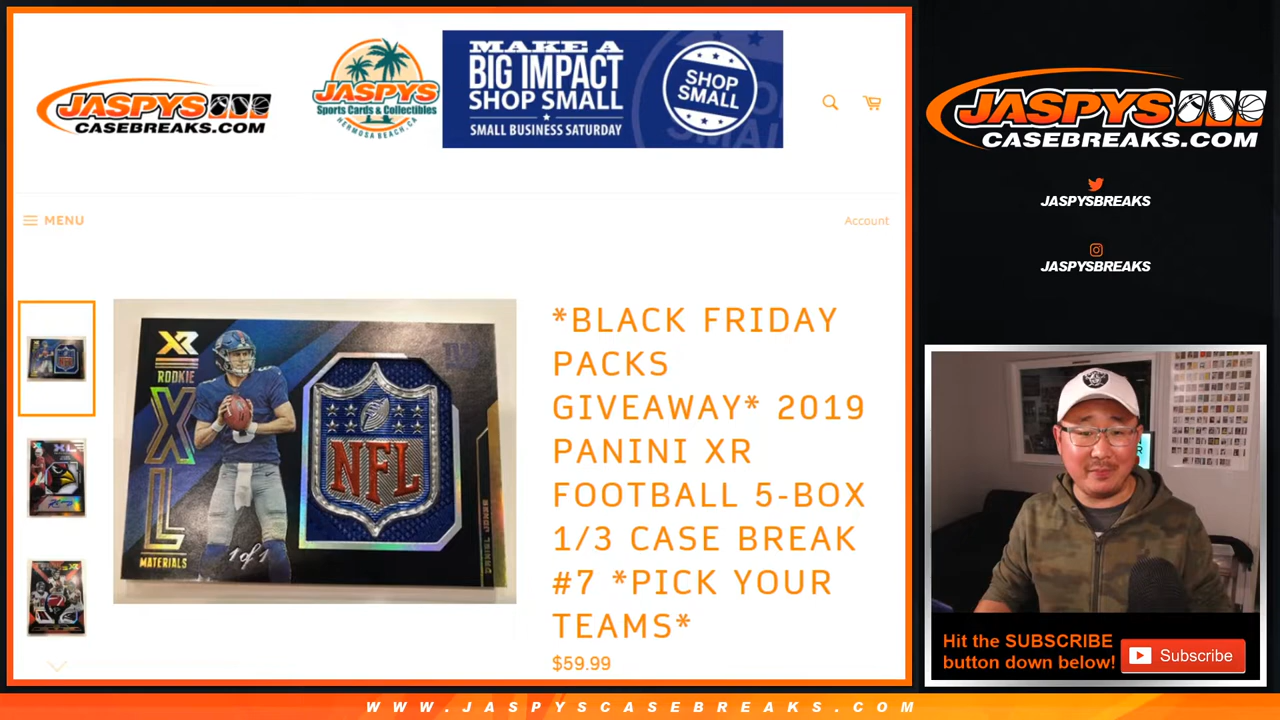 JASPYS
CASEBREAKS.COM
JASPYS
Sports Cards & Collectibles
HERMOSA BEACH, CA
MAKE A
BIG IMPACT
SHOP SMALL
SMALL BUSINESS SATURDAY
SHOP
SMALL
MENU
Account
XR
ROOKIE
XXL
MATERIALS
1 of 1
NFL
DANIEL JONES
*BLACK FRIDAY
PACKS
GIVEAWAY* 2019
PANINI XR
FOOTBALL 5-BOX
1/3 CASE BREAK
#7 *PICK YOUR
TEAMS*
$59.99
JASPYS
CASEBREAKS.COM
JASPYSBREAKS
JASPYSBREAKS
Hit the SUBSCRIBE
button down below!
Subscribe
WWW.JASPYSCASEBREAKS.COM